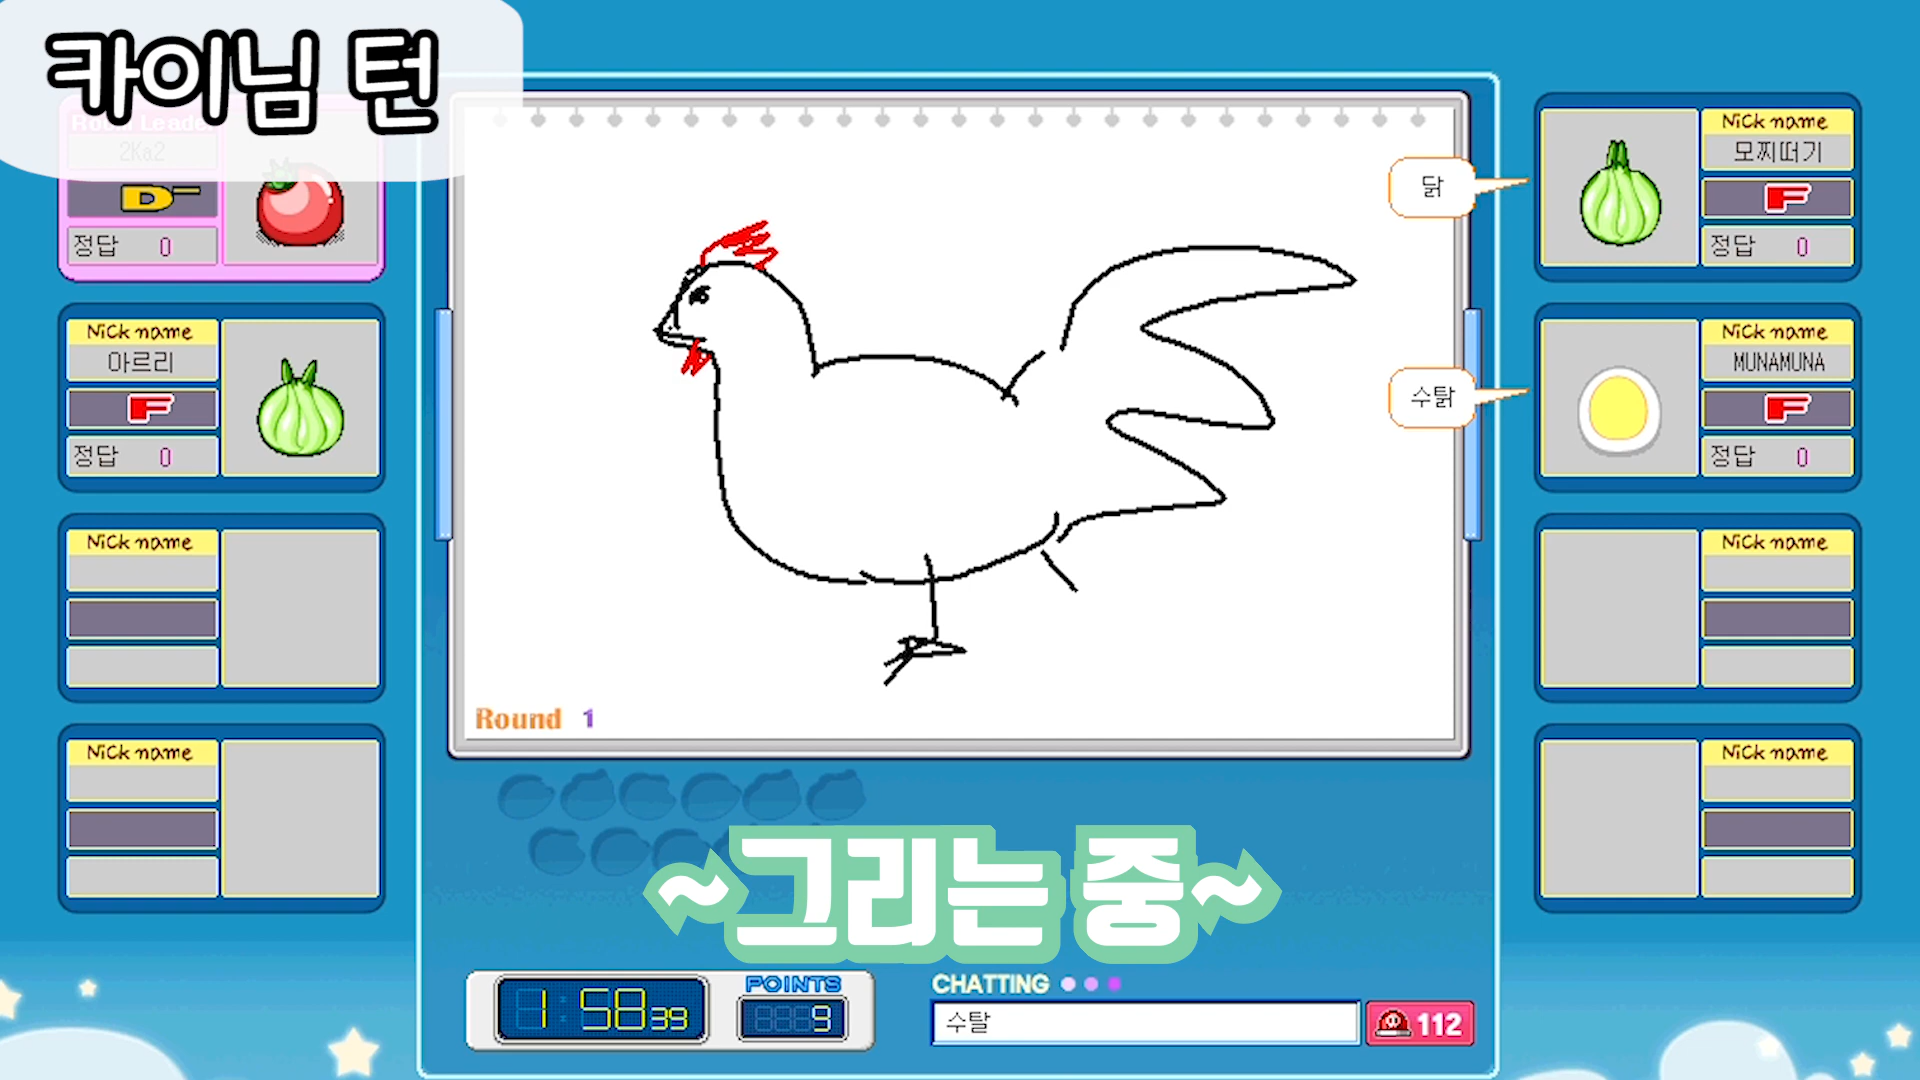 카이님 턴
Room Leader
2Ka2
D-
정답 0
NiCk name
아르리
F
정답 0
NiCk name
NiCk name
닭
수탉
Round 1
NiCk name
모찌떠기
F
정답 0
NiCk name
MUNAMUNA
F
정답 0
NiCk name
NiCk name
~그리는 중~
1:58 39
POINTS
9
CHATTING
수탈
112